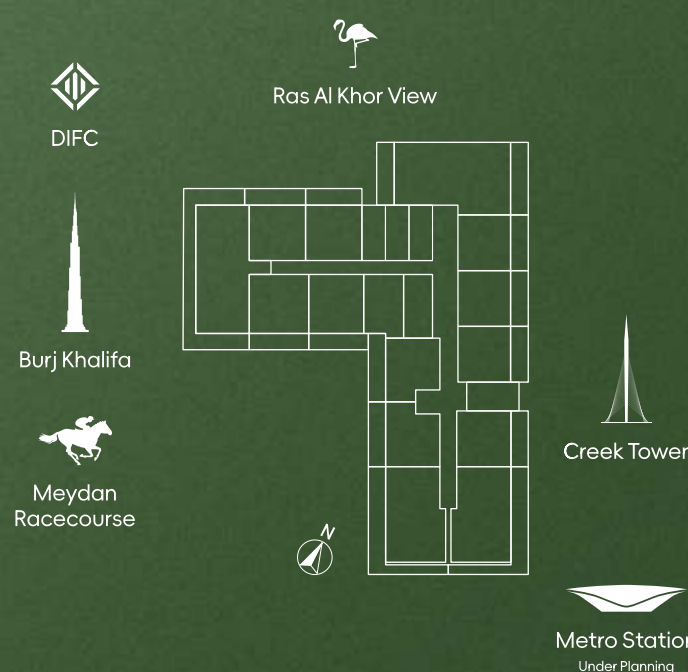 Ras Al Khor View
DIFC
Burj Khalifa
Creek Tower
Meydan
Racecourse
N
Metro Station
Under Planning